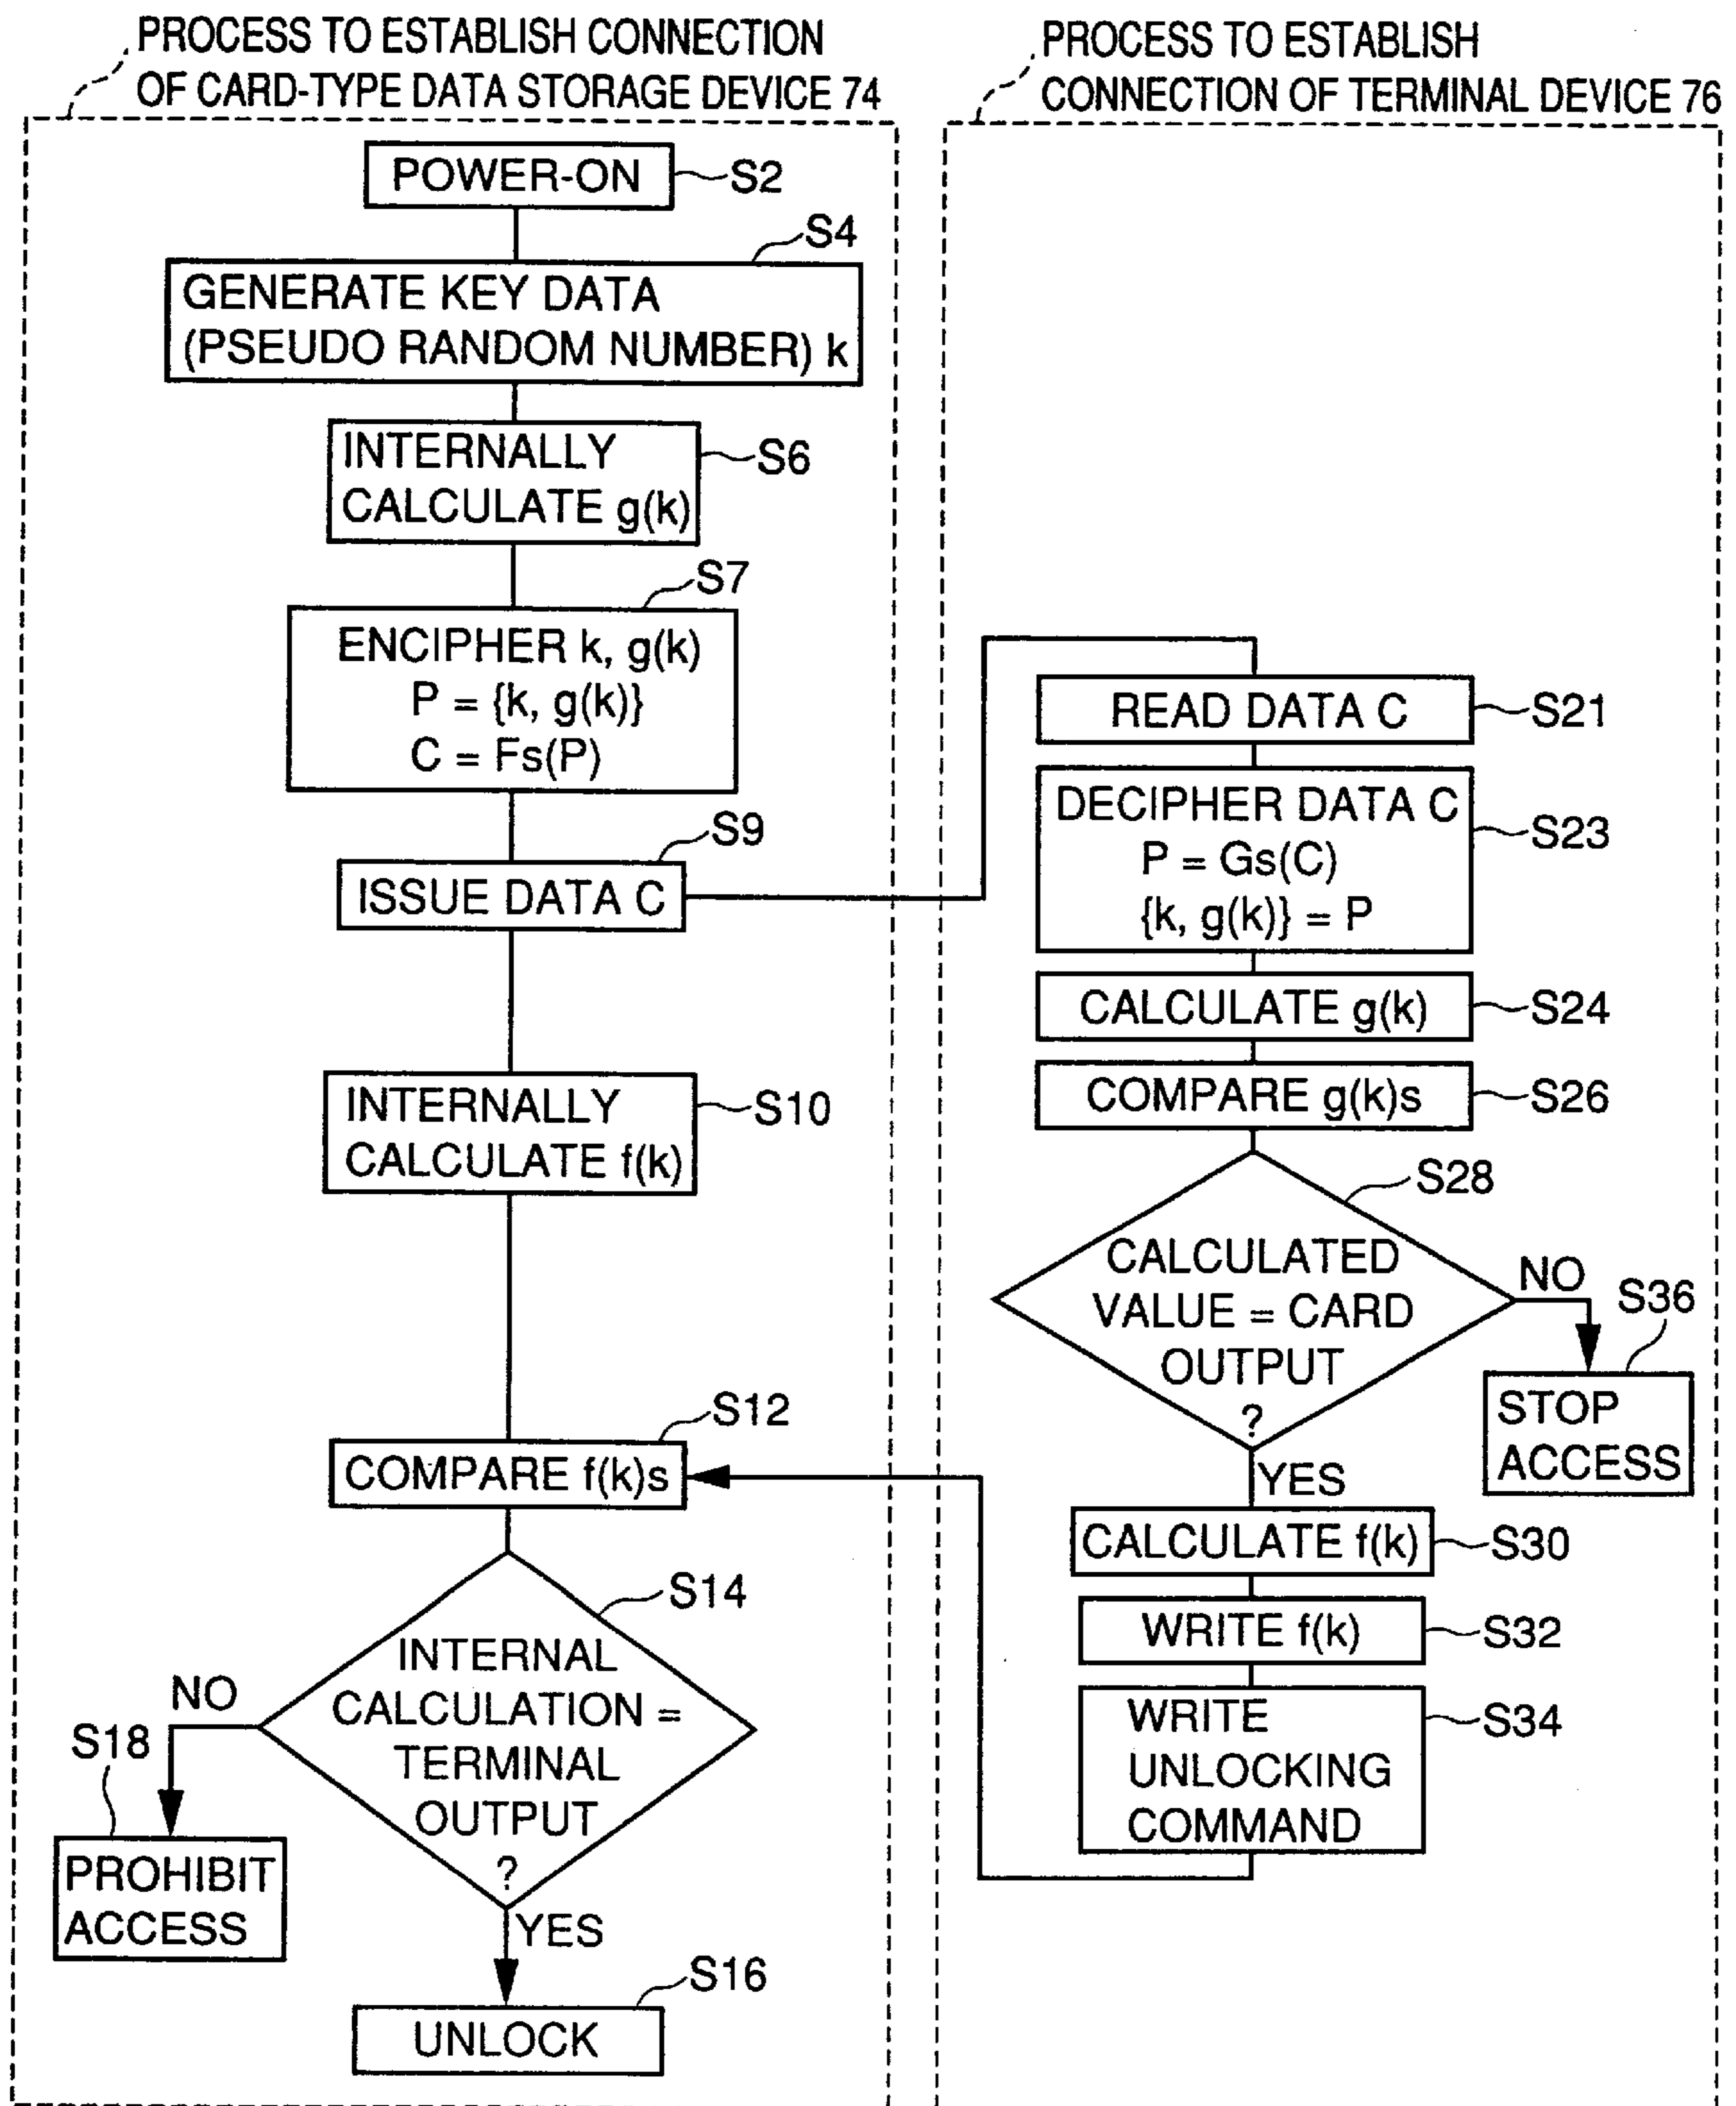 PROCESS TO ESTABLISH CONNECTION
OF CARD-TYPE DATA STORAGE DEVICE 74
POWER-ON
S2
S4
GENERATE KEY DATA
(PSEUDO RANDOM NUMBER) k
INTERNALLY
CALCULATE g(k)
S6
S7
ENCIPHER k, g(k)
P = {k, g(k)}
C = Fs(P)
S9
ISSUE DATA C
INTERNALLY
CALCULATE f(k)
S10
S12
COMPARE f(k)s
S14
INTERNAL
CALCULATION =
TERMINAL
OUTPUT
?
NO
S18
PROHIBIT
ACCESS
YES
S16
UNLOCK
PROCESS TO ESTABLISH
CONNECTION OF TERMINAL DEVICE 76
READ DATA C
S21
DECIPHER DATA C
P = Gs(C)
{k, g(k)} = P
S23
CALCULATE g(k)
S24
COMPARE g(k)s
S26
S28
CALCULATED
VALUE = CARD
OUTPUT
?
NO
S36
STOP
ACCESS
YES
CALCULATE f(k)
S30
WRITE f(k)
S32
WRITE
UNLOCKING
COMMAND
S34